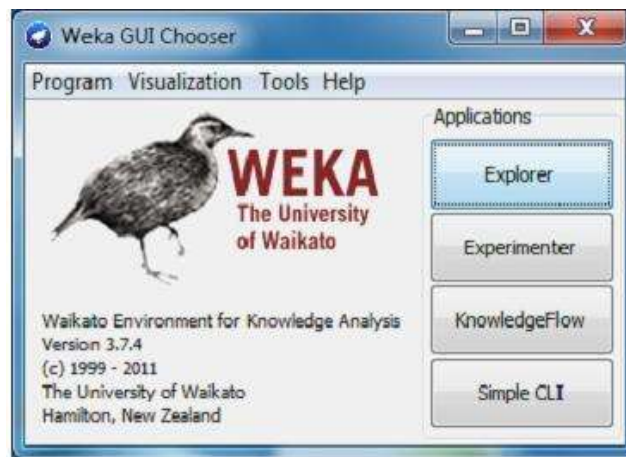 Weka GUI Chooser
Program Visualization Tools Help
WEKA
The University
of Waikato
Waikato Environment for Knowledge Analysis
Version 3.7.4
(c) 1999 - 2011
The University of Waikato
Hamilton, New Zealand
Applications
Explorer
Experimenter
KnowledgeFlow
Simple CLI